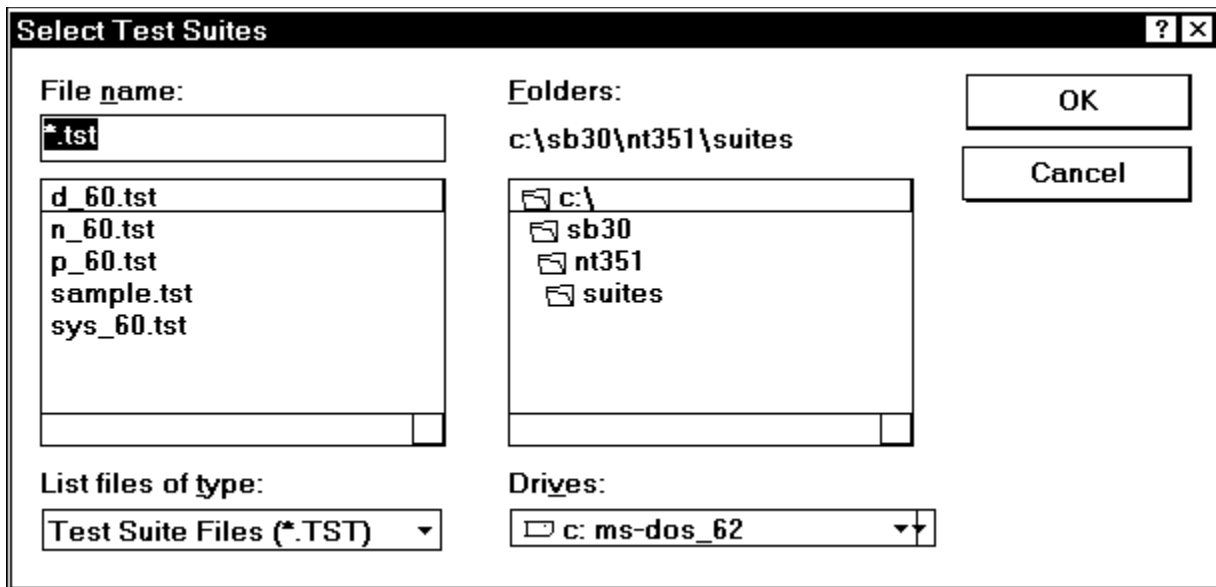 Select Test Suites ? ×
File name:
*.tst
d_60.tst
n_60.tst
p_60.tst
sample.tst
sys_60.tst
List files of type:
Test Suite Files (*.TST)
Folders:
c:\sb30\nt351\suites
c:\
sb30
nt351
suites
Drives:
c: ms-dos_62
OK
Cancel